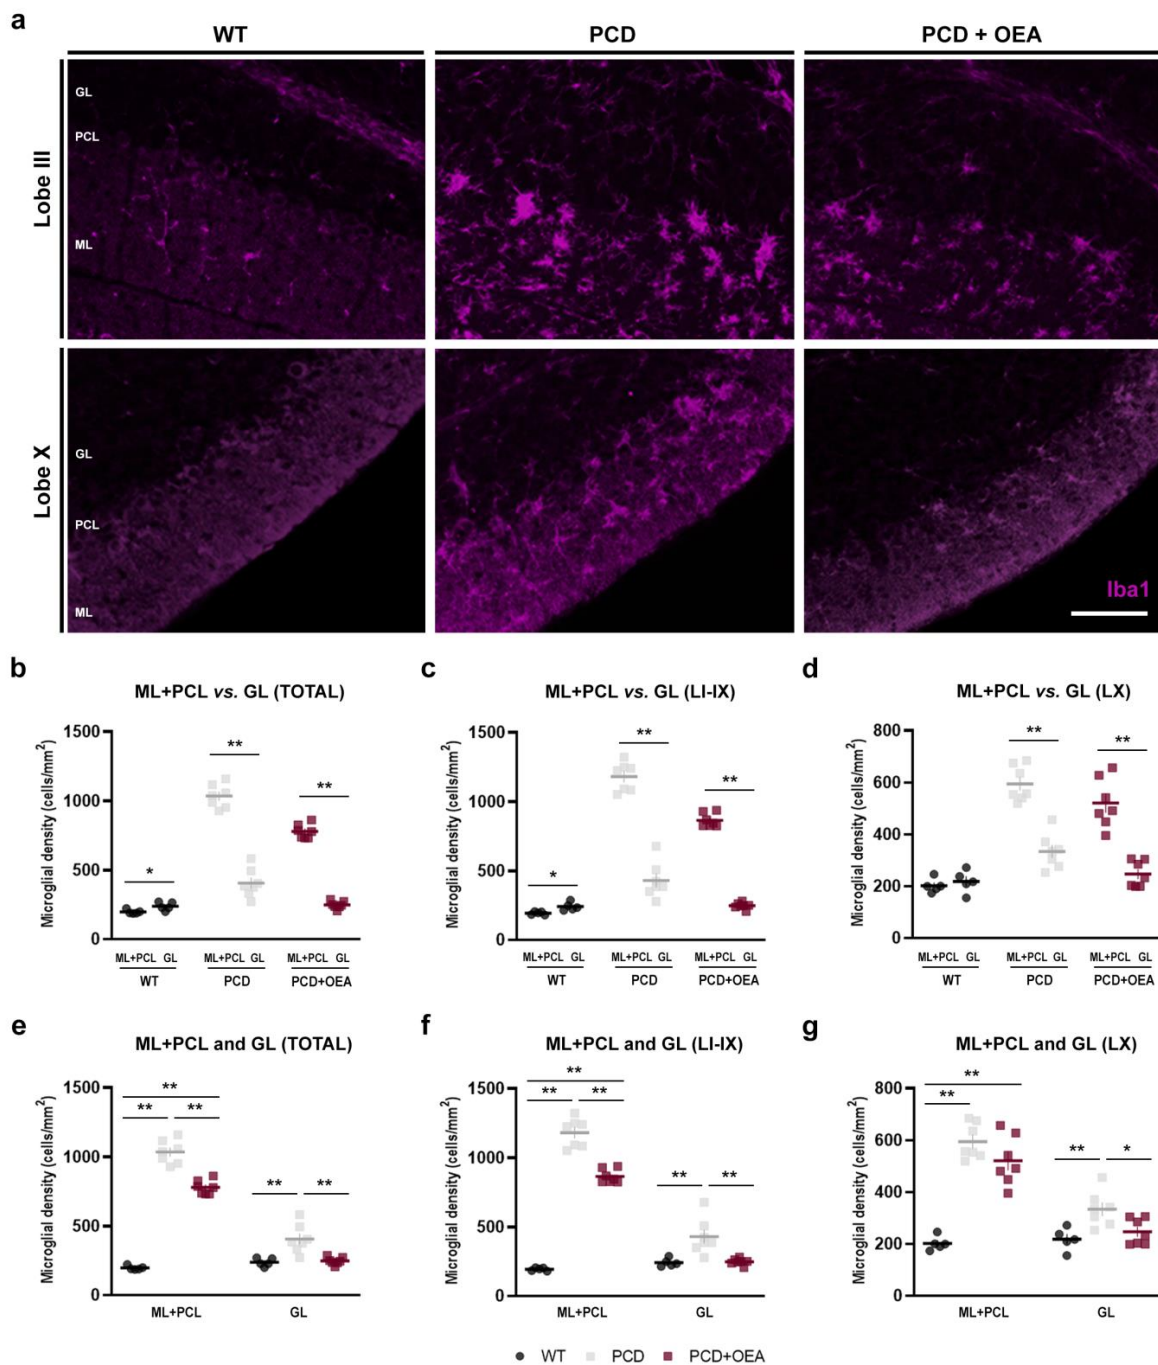 a
WT PCD PCD + OEA
Lobe III
GL
PCL
ML
Lobe X
GL
PCL
ML
Iba1
b
ML+PCL vs. GL (TOTAL)
Microglial density (cells/mm²)
1500
1000
500
0
*
**
**
ML+PCL GL ML+PCL GL ML+PCL GL
WT PCD PCD+OEA
c
ML+PCL vs. GL (LI-IX)
Microglial density (cells/mm²)
1500
1000
500
0
*
**
**
ML+PCL GL ML+PCL GL ML+PCL GL
WT PCD PCD+OEA
d
ML+PCL vs. GL (LX)
Microglial density (cells/mm²)
800
600
400
200
0
**
**
ML+PCL GL ML+PCL GL ML+PCL GL
WT PCD PCD+OEA
e
ML+PCL and GL (TOTAL)
Microglial density (cells/mm²)
1500
1000
500
0
**
** **
** **
ML+PCL GL
f
ML+PCL and GL (LI-IX)
Microglial density (cells/mm²)
1500
1000
500
0
**
** **
** **
ML+PCL GL
g
ML+PCL and GL (LX)
Microglial density (cells/mm²)
800
600
400
200
0
**
**
** *
ML+PCL GL
WT PCD PCD+OEA